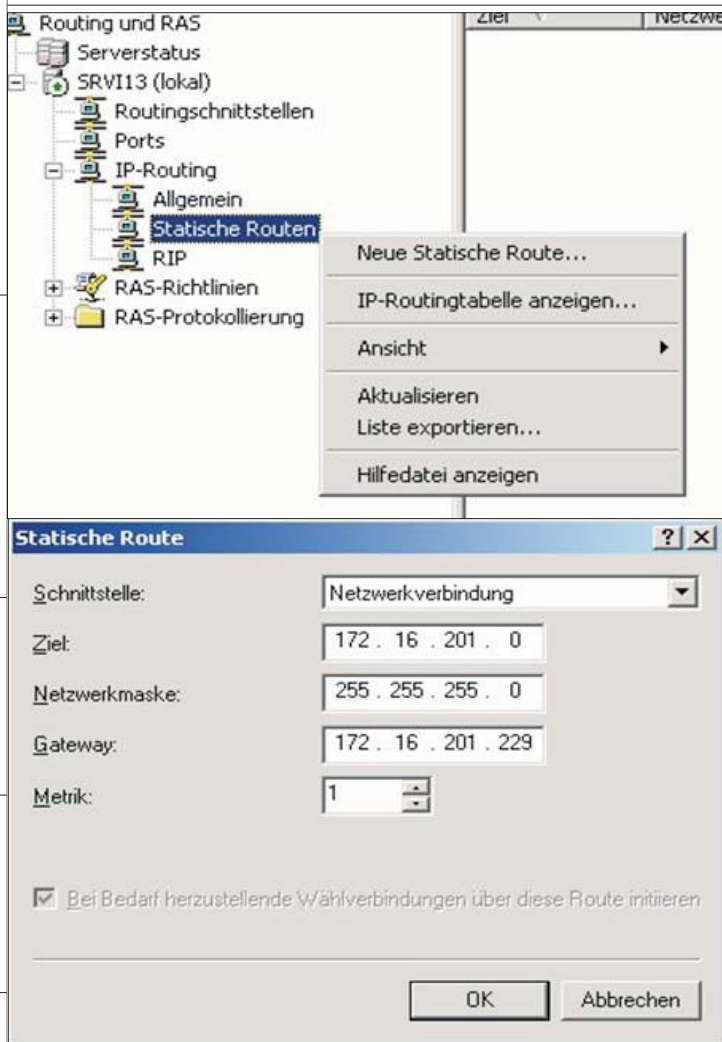 Routing und RAS
Ziel
Netzwe
Serverstatus
SRVI13 (lokal)
Routingschnittstellen
Ports
IP-Routing
Allgemein
Statische Routen
RIP
RAS-Richtlinien
RAS-Protokollierung
Neue Statische Route...
IP-Routingtabelle anzeigen...
Ansicht
Aktualisieren
Liste exportieren...
Hilfedatei anzeigen
Statische Route
Schnittstelle: Netzwerkverbindung
Ziel: 172 . 16 . 201 . 0
Netzwerkmaske: 255 . 255 . 255 . 0
Gateway: 172 . 16 . 201 . 229
Metrik: 1
Bei Bedarf herzustellende Wählverbindungen über diese Route initiieren
OK Abbrechen